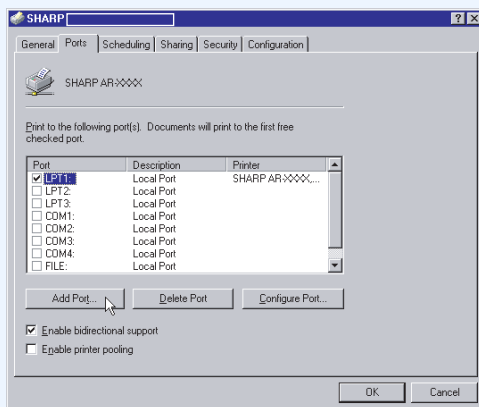 SHARP
General Ports Scheduling Sharing Security Configuration
SHARP AR-XXXX
Print to the following port(s). Documents will print to the first free
checked port.
Port Description Printer
LPT1: Local Port SHARP AR-XXXX,...
LPT2: Local Port
LPT3: Local Port
COM1: Local Port
COM2: Local Port
COM3: Local Port
COM4: Local Port
FILE: Local Port
Add Port... Delete Port Configure Port...
Enable bidirectional support
Enable printer pooling
OK Cancel